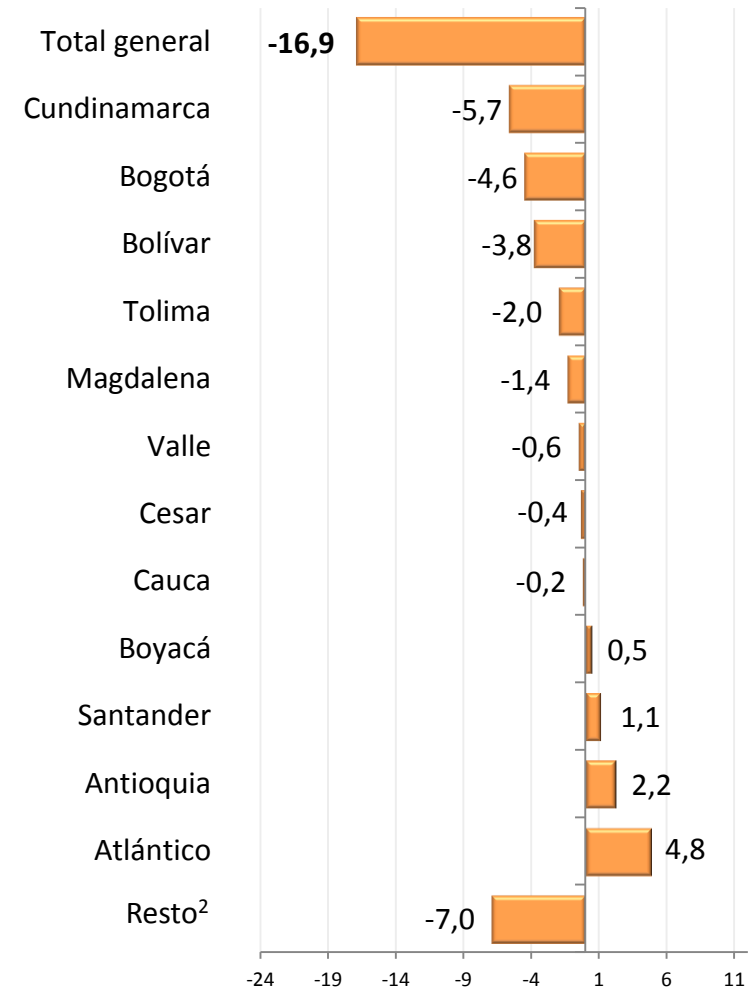 Total general -16,9
Cundinamarca -5,7
Bogotá -4,6
Bolívar -3,8
Tolima -2,0
Magdalena -1,4
Valle -0,6
Cesar -0,4
Cauca -0,2
Boyacá 0,5
Santander 1,1
Antioquia 2,2
Atlántico 4,8
Resto² -7,0
-24 -19 -14 -9 -4 1 6 11